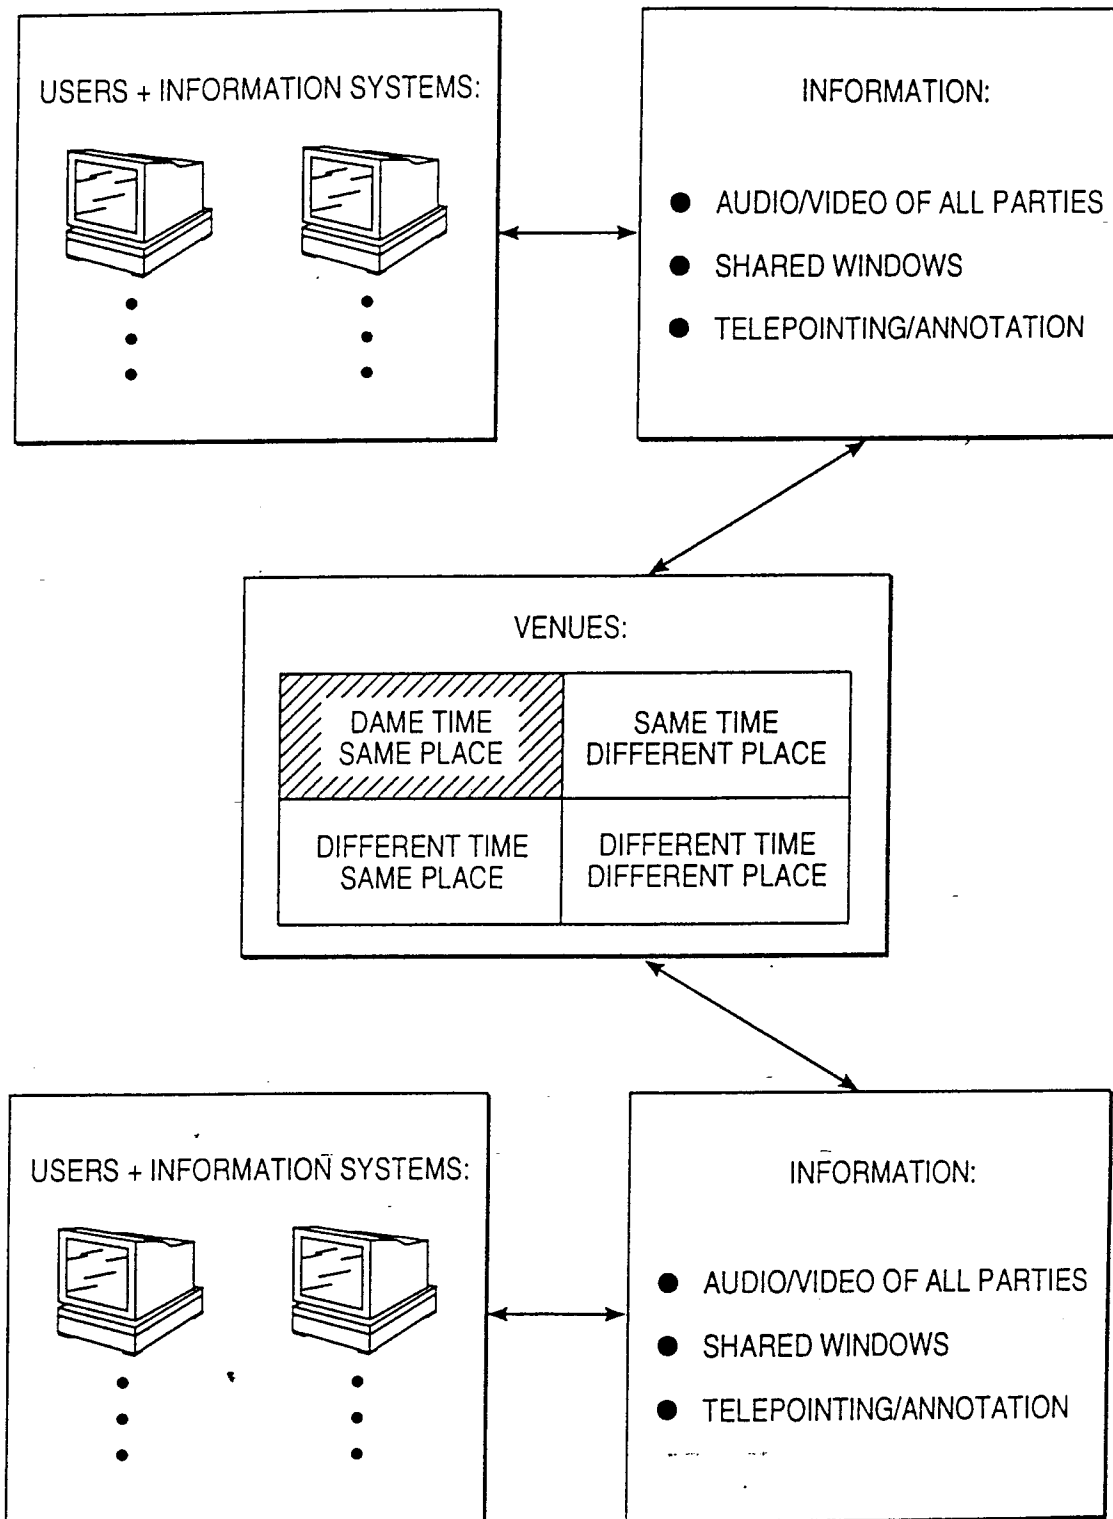 USERS + INFORMATION SYSTEMS:
INFORMATION:
● AUDIO/VIDEO OF ALL PARTIES
● SHARED WINDOWS
● TELEPOINTING/ANNOTATION
VENUES:
DAME TIME
SAME PLACE
SAME TIME
DIFFERENT PLACE
DIFFERENT TIME
SAME PLACE
DIFFERENT TIME
DIFFERENT PLACE
USERS + INFORMATION SYSTEMS:
INFORMATION:
● AUDIO/VIDEO OF ALL PARTIES
● SHARED WINDOWS
● TELEPOINTING/ANNOTATION